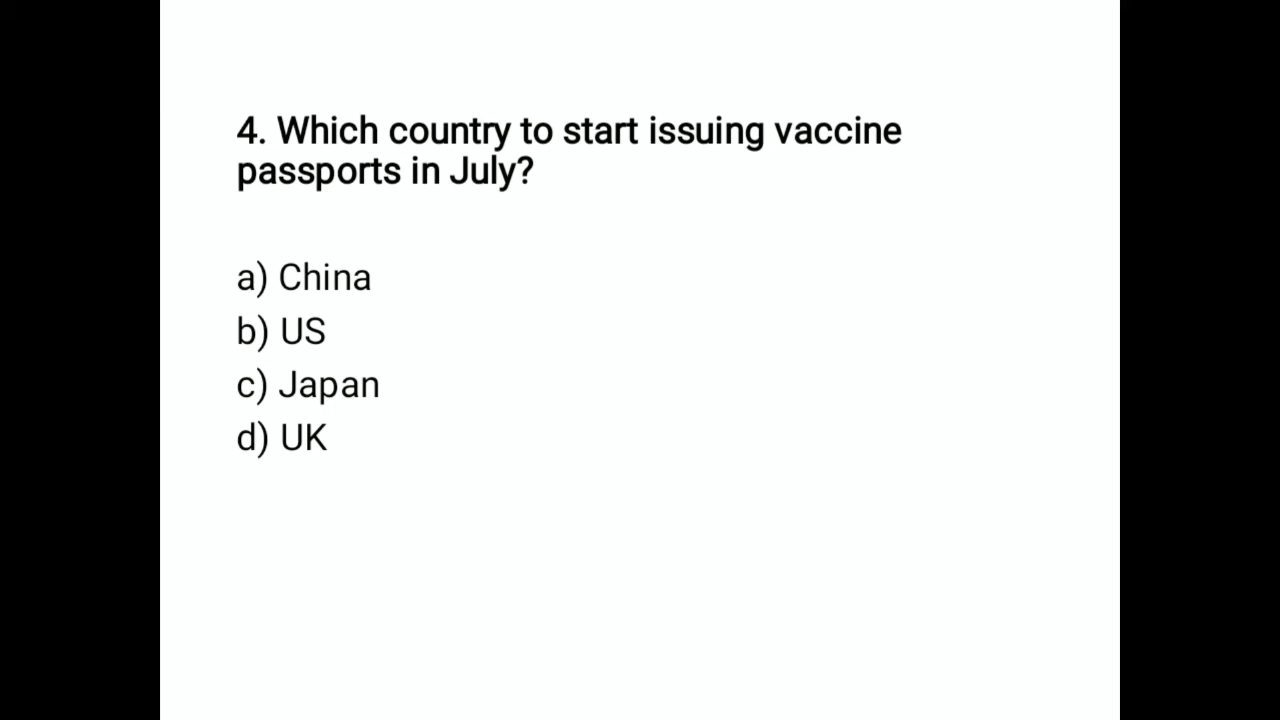 4. Which country to start issuing vaccine
passports in July?
a) China
b) US
c) Japan
d) UK